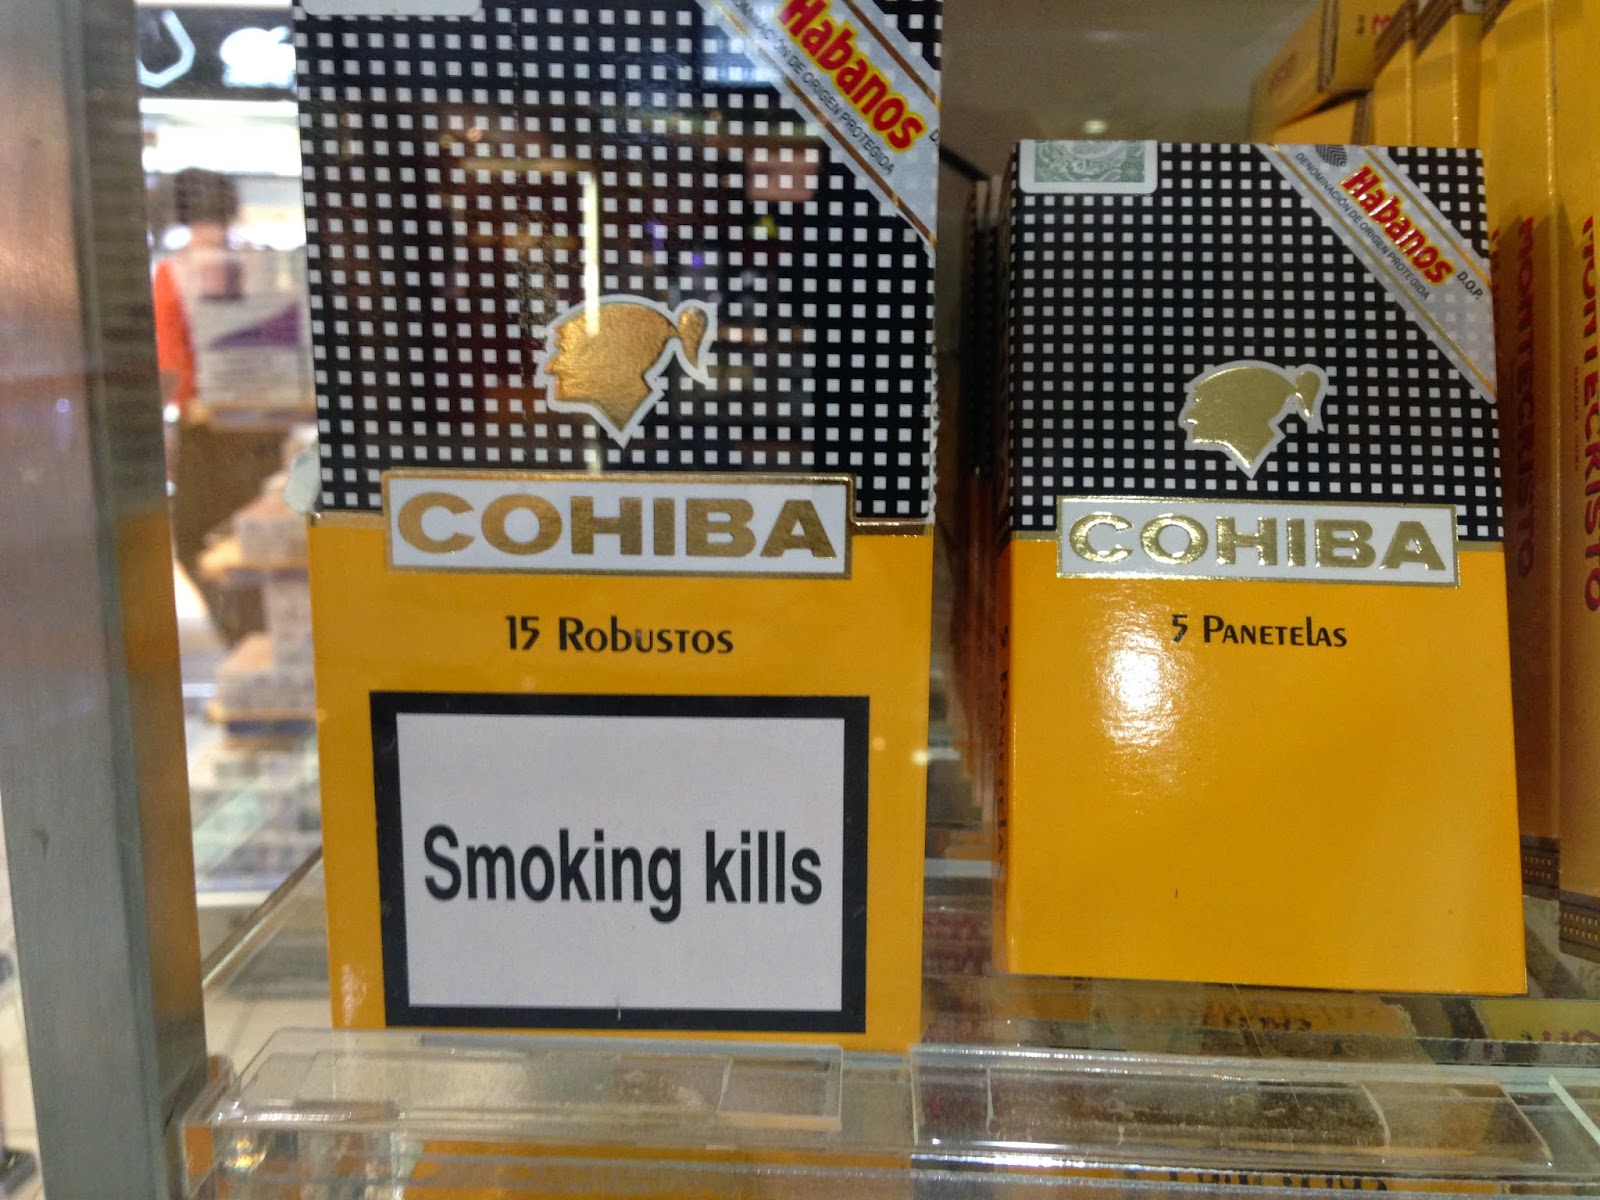 Habanos
DENOMINACIÓN DE ORIGEN PROTEGIDA
COHIBA
15 Robustos
Smoking kills
Habanos
D.O.P.
DENOMINACIÓN DE ORIGEN PROTEGIDA
COHIBA
5 Panetelas
MONTECRISTO
MONTECRISTO